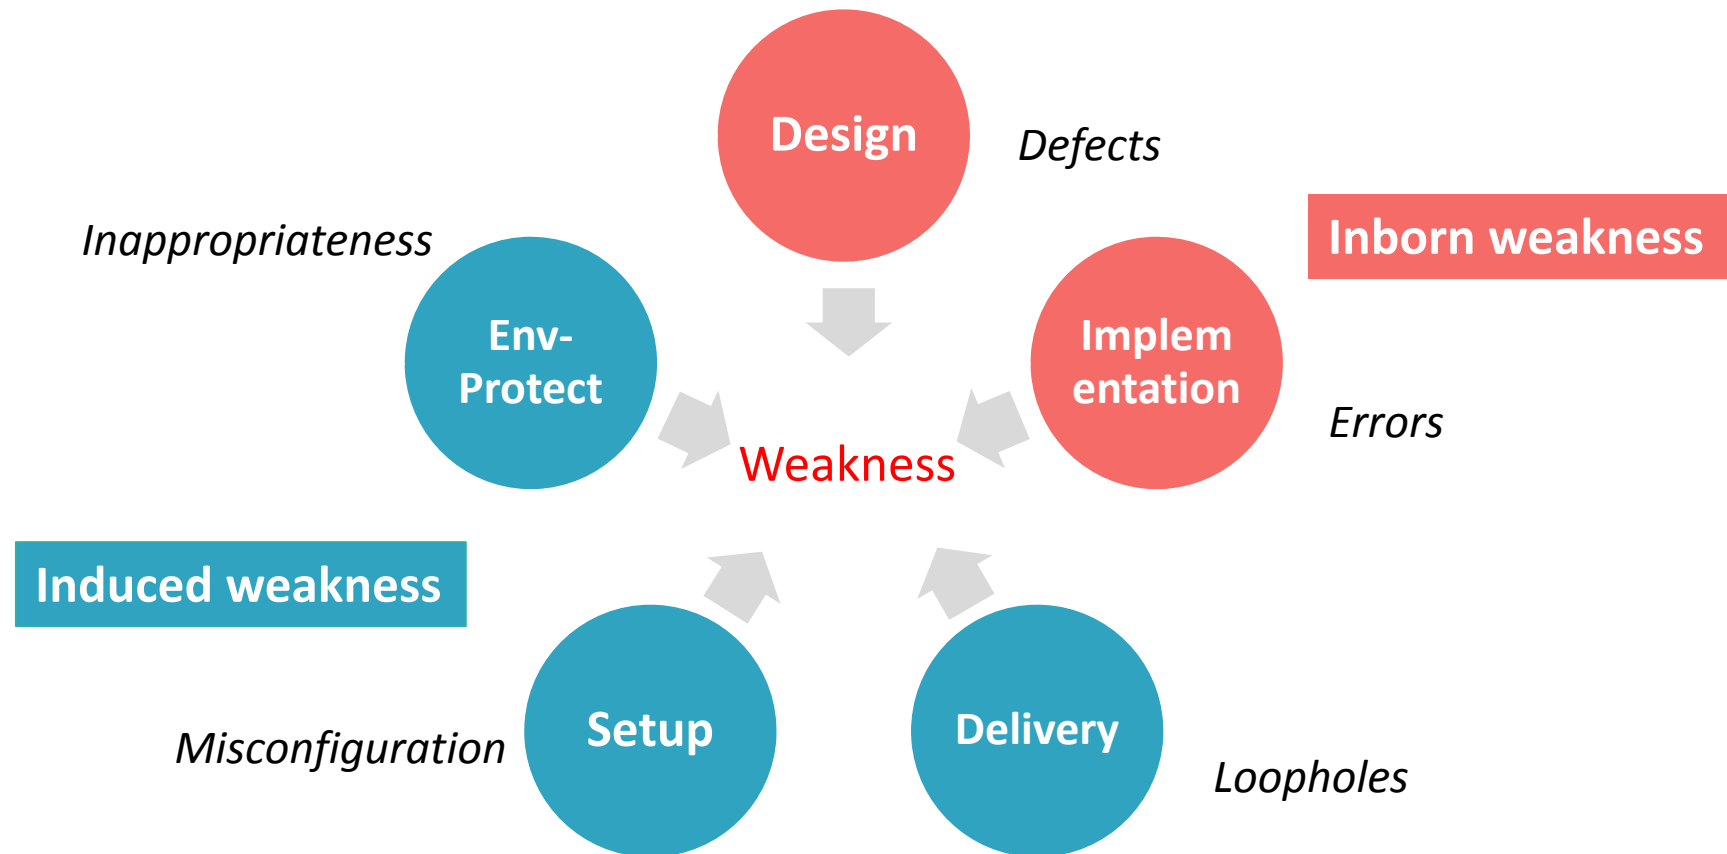 Design
Defects
Inappropriateness
Inborn weakness
Env-
Protect
Implem
entation
Errors
Weakness
Induced weakness
Setup
Misconfiguration
Delivery
Loopholes